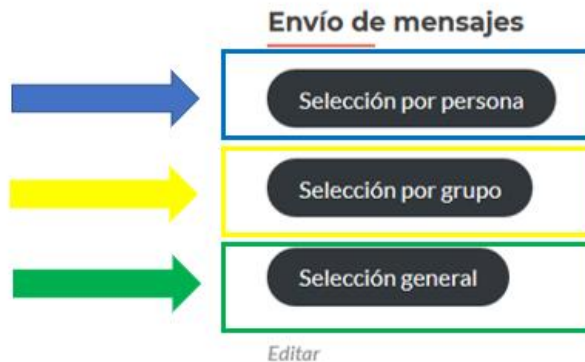 Envío de mensajes
Selección por persona
Selección por grupo
Selección general
Editar